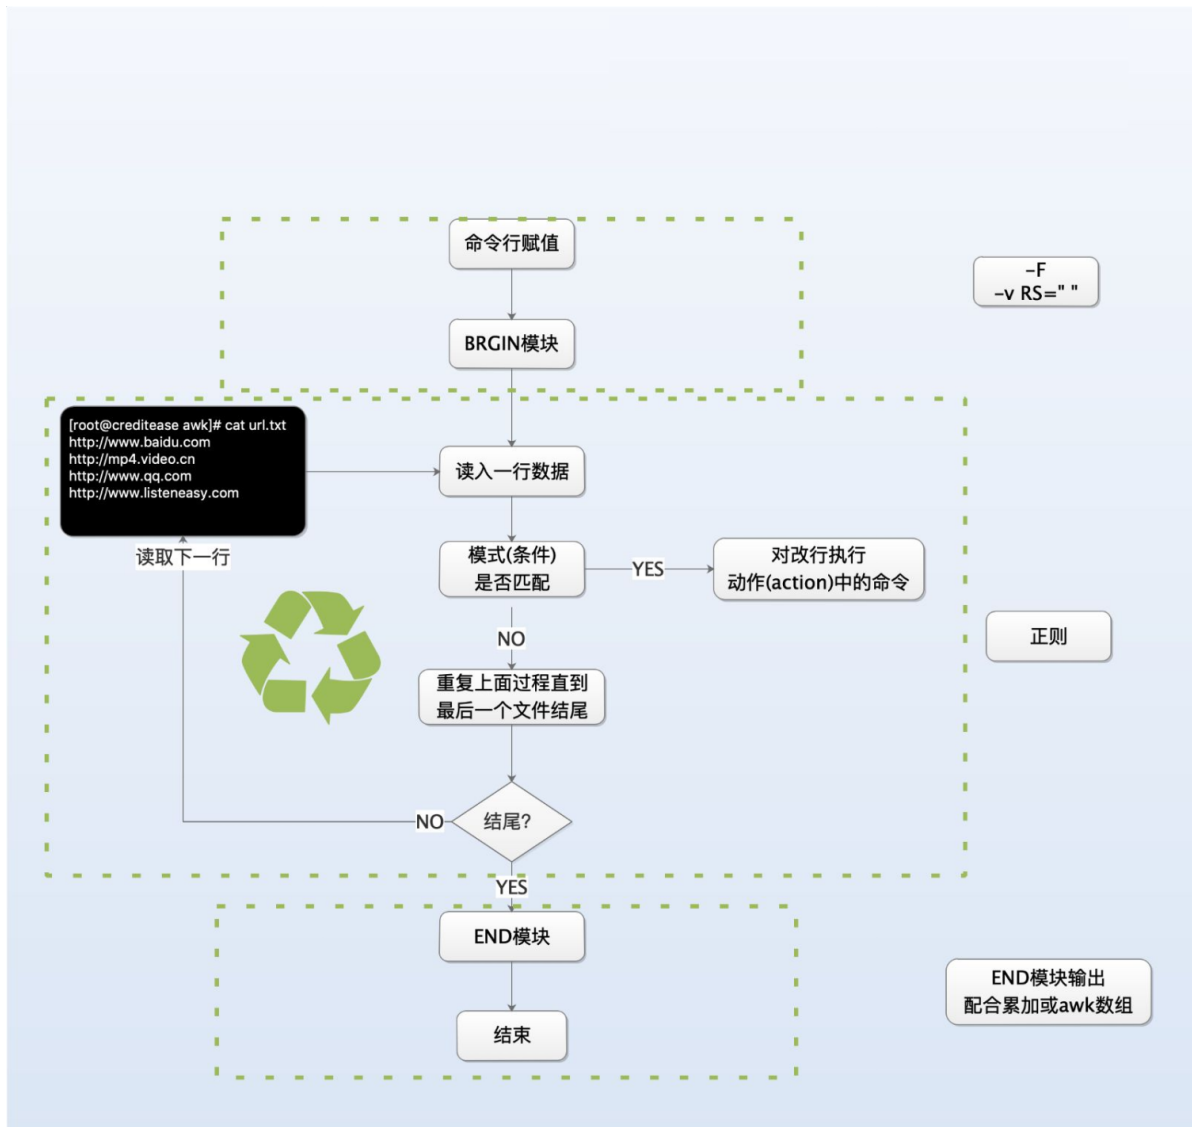 命令行赋值
-F
-v RS=" "
BRGIN模块
[root@creditease awk]# cat url.txt
http://www.baidu.com
http://mp4.video.cn
http://www.qq.com
http://www.listeneasy.com
读入一行数据
读取下一行
模式(条件)
是否匹配
YES
对改行执行
动作(action)中的命令
NO
正则
重复上面过程直到
最后一个文件结尾
NO
结尾?
YES
END模块
END模块输出
配合累加或awk数组
结束